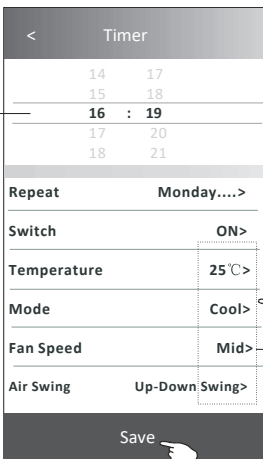 < Timer
14 17
15 18
16 : 19
17 20
18 21
Repeat Monday....>
Switch ON>
Temperature 25℃>
Mode Cool>
Fan Speed Mid>
Air Swing Up-Down Swing>
Save